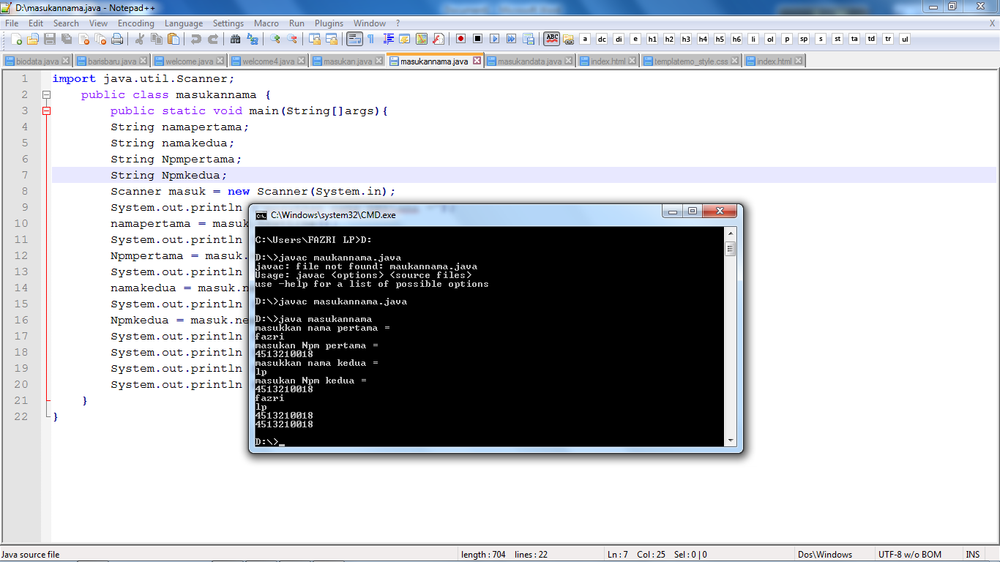 D:\masukannama.java - Notepad++
File Edit Search View Encoding Language Settings Macro Run Plugins Window ? X
ABC a dc di e h1 h2 h3 h4 h5 h6 li ol p sp s st ta td tr ul
biodata.java barisbaru.java welcome.java welcome4.java masukan.java masukannama.java masukandata.java index.html templatemo_style.css index.html
1 import java.util.Scanner;
2 public class masukannama {
3 public static void main(String[]args){
4 String namapertama;
5 String namakedua;
6 String Npmpertama;
7 String Npmkedua;
8 Scanner masuk = new Scanner(System.in);
9 System.out.println
10 namapertama = masuk
11 System.out.println
12 Npmpertama = masuk.
13 System.out.println
14 namakedua = masuk.ne
15 System.out.println
16 Npmkedua = masuk.ne
17 System.out.println
18 System.out.println
19 System.out.println
20 System.out.println
21 }
22 }
C:\Windows\system32\CMD.exe
C:\Users\FAZRI LP>D:
D:\>javac maukannama.java
javac: file not found: maukannama.java
Usage: javac <options> <source files>
use -help for a list of possible options
D:\>javac masukannama.java
D:\>java masukannama
masukkan nama pertama =
fazri
masukan Npm pertama =
4513210018
masukkan nama kedua =
lp
masukan Npm kedua =
4513210018
fazri
lp
4513210018
4513210018
D:\>_
Java source file length : 704 lines : 22 Ln : 7 Col : 25 Sel : 0 | 0 Dos\Windows UTF-8 w/o BOM INS